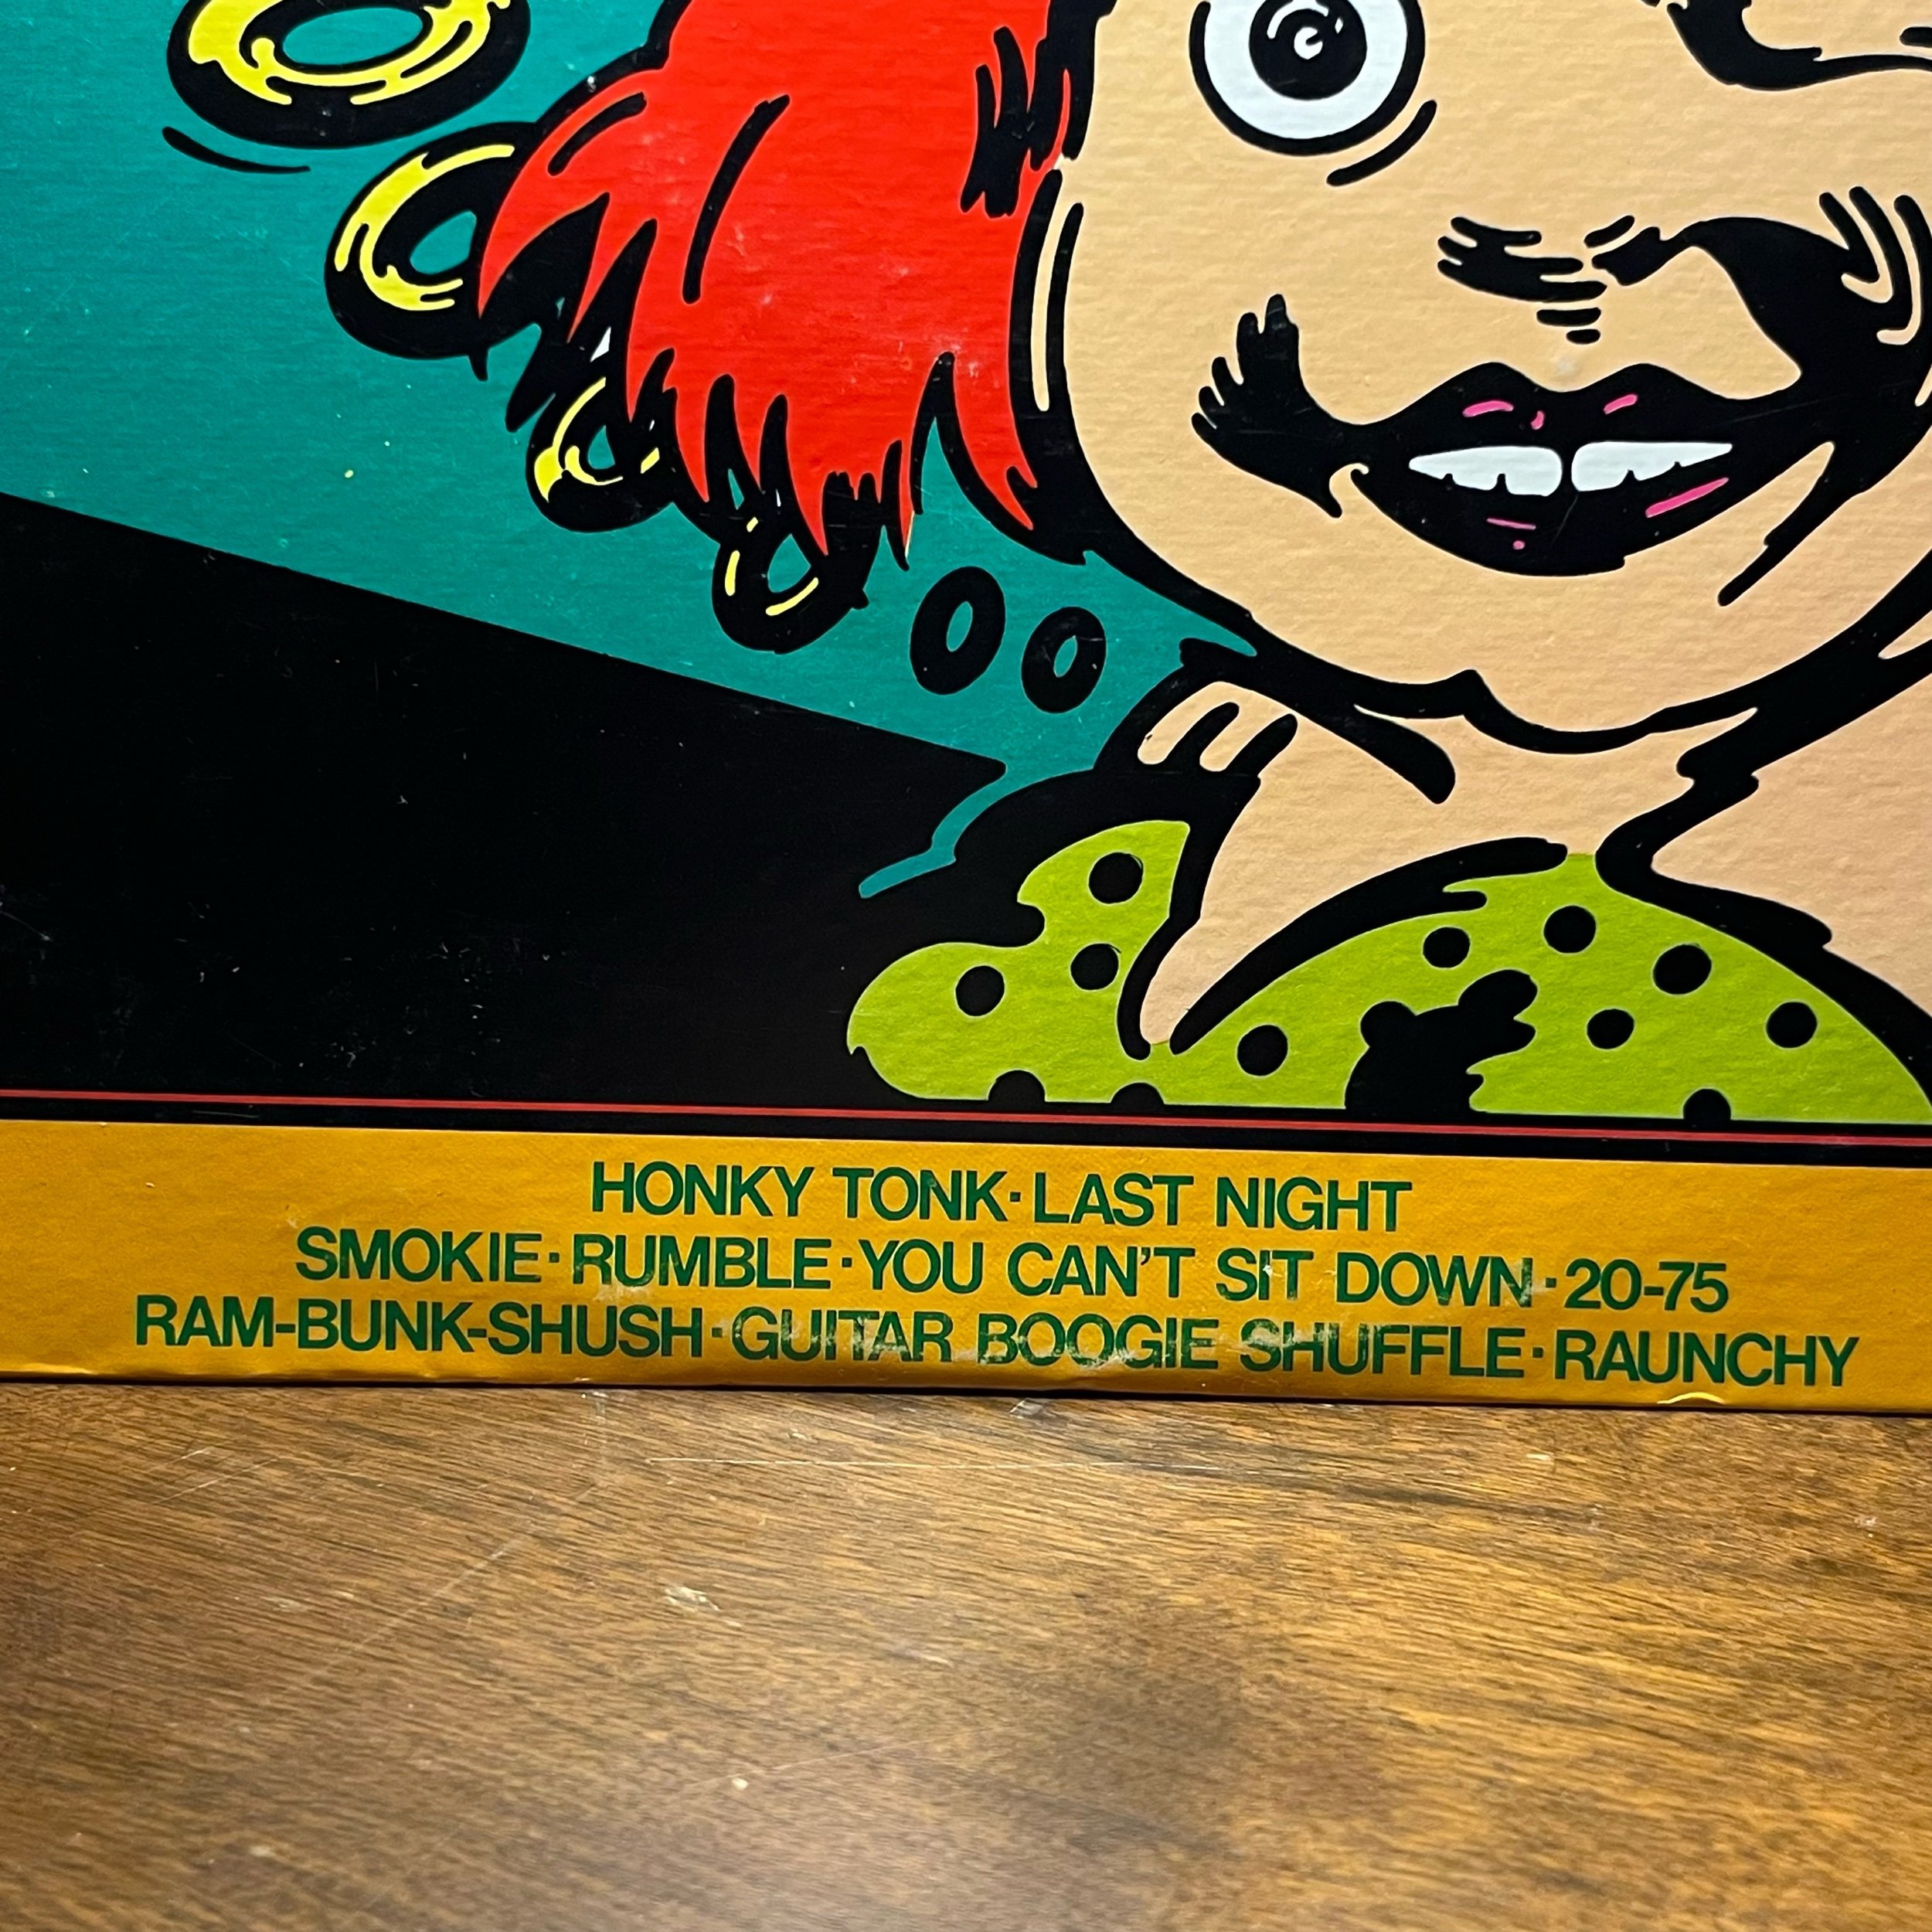 HONKY TONK·LAST NIGHT
SMOKIE·RUMBLE·YOU CAN'T SIT DOWN·20-75
RAM-BUNK-SHUSH·GUITAR BOOGIE SHUFFLE·RAUNCHY